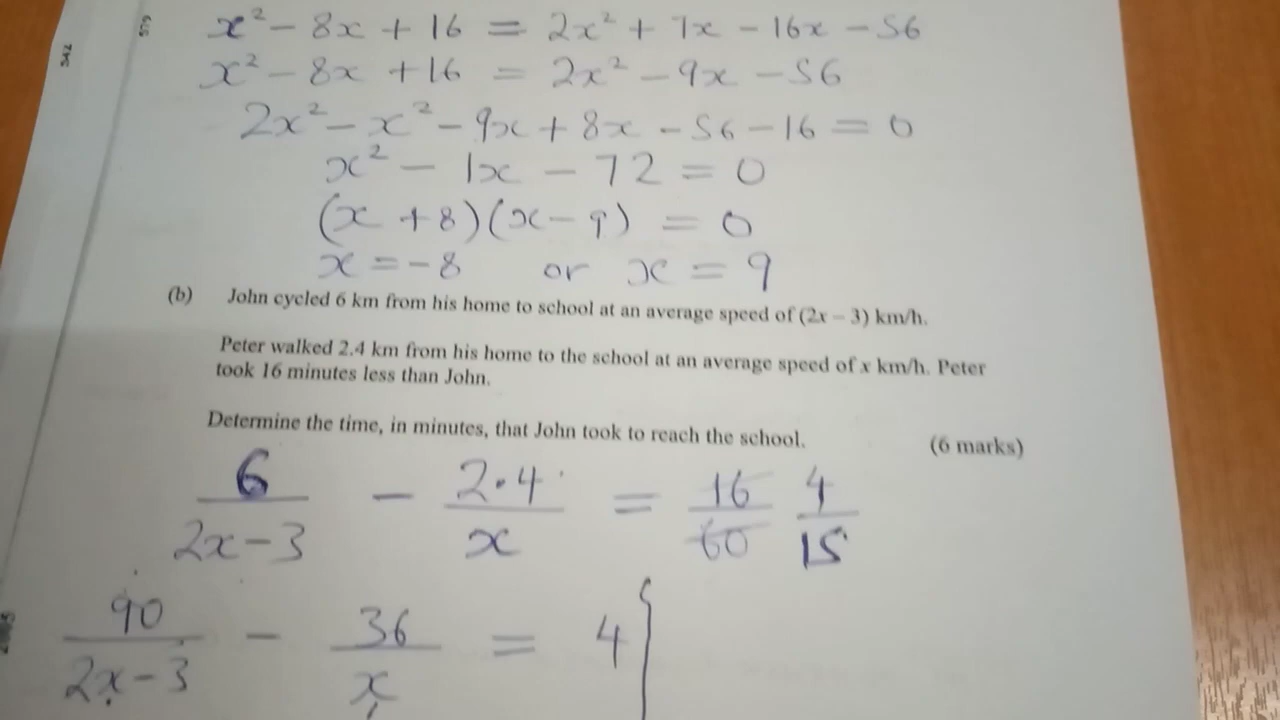 x² - 8x + 16 = 2x² + 7x - 16x - 56
x² - 8x + 16 = 2x² - 9x - 56
2x² - x² - 9x + 8x - 56 - 16 = 0
x² - 1x - 72 = 0
(x + 8)(x - 9) = 0
x = -8 or x = 9
(b) John cycled 6 km from his home to school at an average speed of (2x – 3) km/h.
Peter walked 2.4 km from his home to the school at an average speed of x km/h. Peter
took 16 minutes less than John.
Determine the time, in minutes, that John took to reach the school. (6 marks)
6/(2x-3) - 2.4/x = 16/60 4/15
90/(2x-3) - 36/x = 4